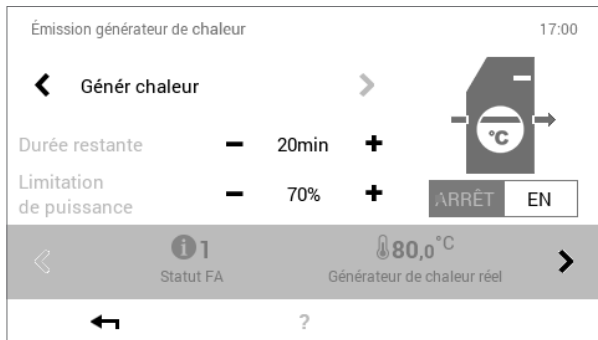 Émission générateur de chaleur 17:00
Génér chaleur
°C
Durée restante − 20min +
Limitation
de puissance − 70% +
ARRÊT EN
i 1 80,0°C
Statut FA Générateur de chaleur réel
?